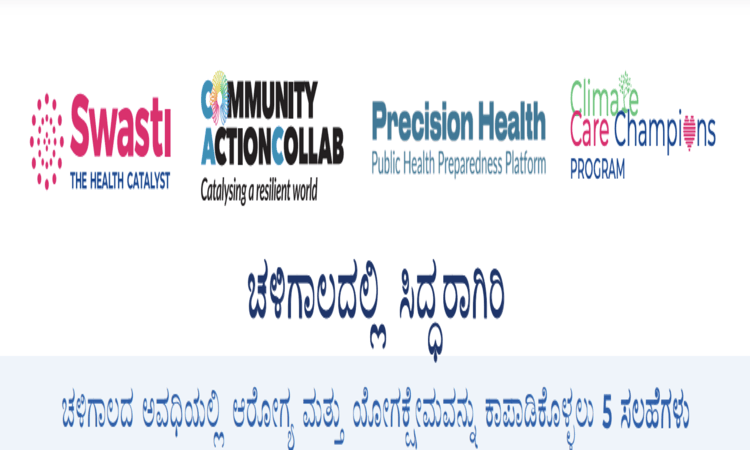 Swasti
THE HEALTH CATALYST
COMMUNITY
ACTIONCOLLAB
Catalysing a resilient world
Precision Health
Public Health Preparedness Platform
Climate
Care Champions
PROGRAM
ಚಳಿಗಾಲದಲ್ಲಿ ಸಿದ್ಧರಾಗಿರಿ
ಚಳಿಗಾಲದ ಅವಧಿಯಲ್ಲಿ ಆರೋಗ್ಯ ಮತ್ತು ಯೋಗಕ್ಷೇಮವನ್ನು ಕಾಪಾಡಿಕೊಳ್ಳಲು 5 ಸಲಹೆಗಳು